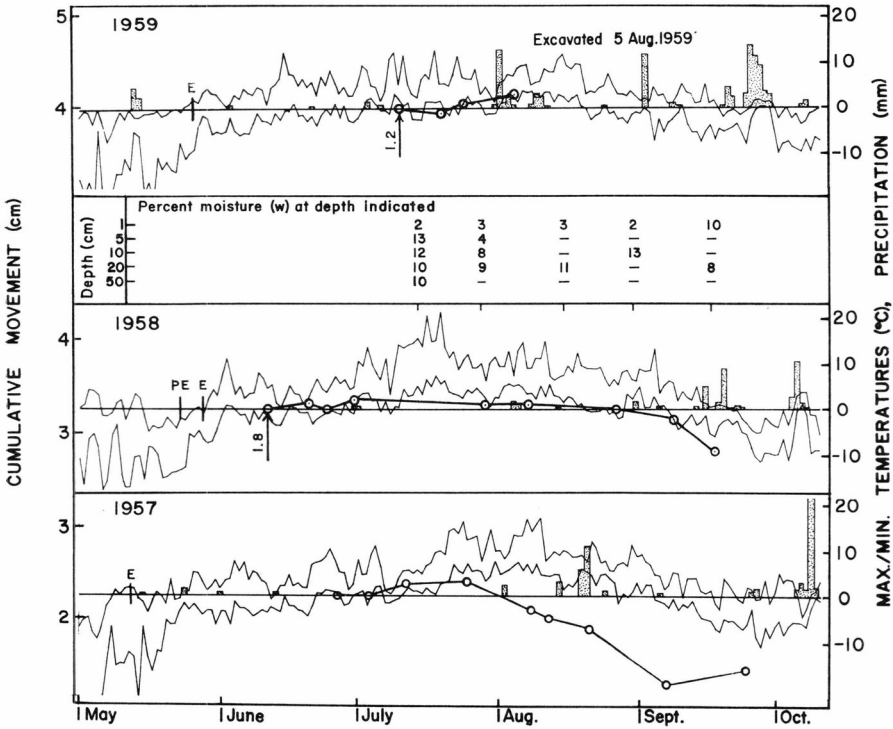 CUMULATIVE MOVEMENT (cm)
MAX./MIN. TEMPERATURES (°C), PRECIPITATION (mm)
1959
Excavated 5 Aug.1959
5
4
20
10
0
-10
E
1.2
Percent moisture (w) at depth indicated
Depth (cm)
1 2 3 3 2 10
5 13 4 – – –
10 12 8 – 13 –
20 10 9 11 – 8
50 10 – – – –
1958
4
3
20
10
0
-10
PE E
1.8
1957
3
2
20
10
0
-10
E
1 May 1 June 1 July 1 Aug. 1 Sept. 1 Oct.